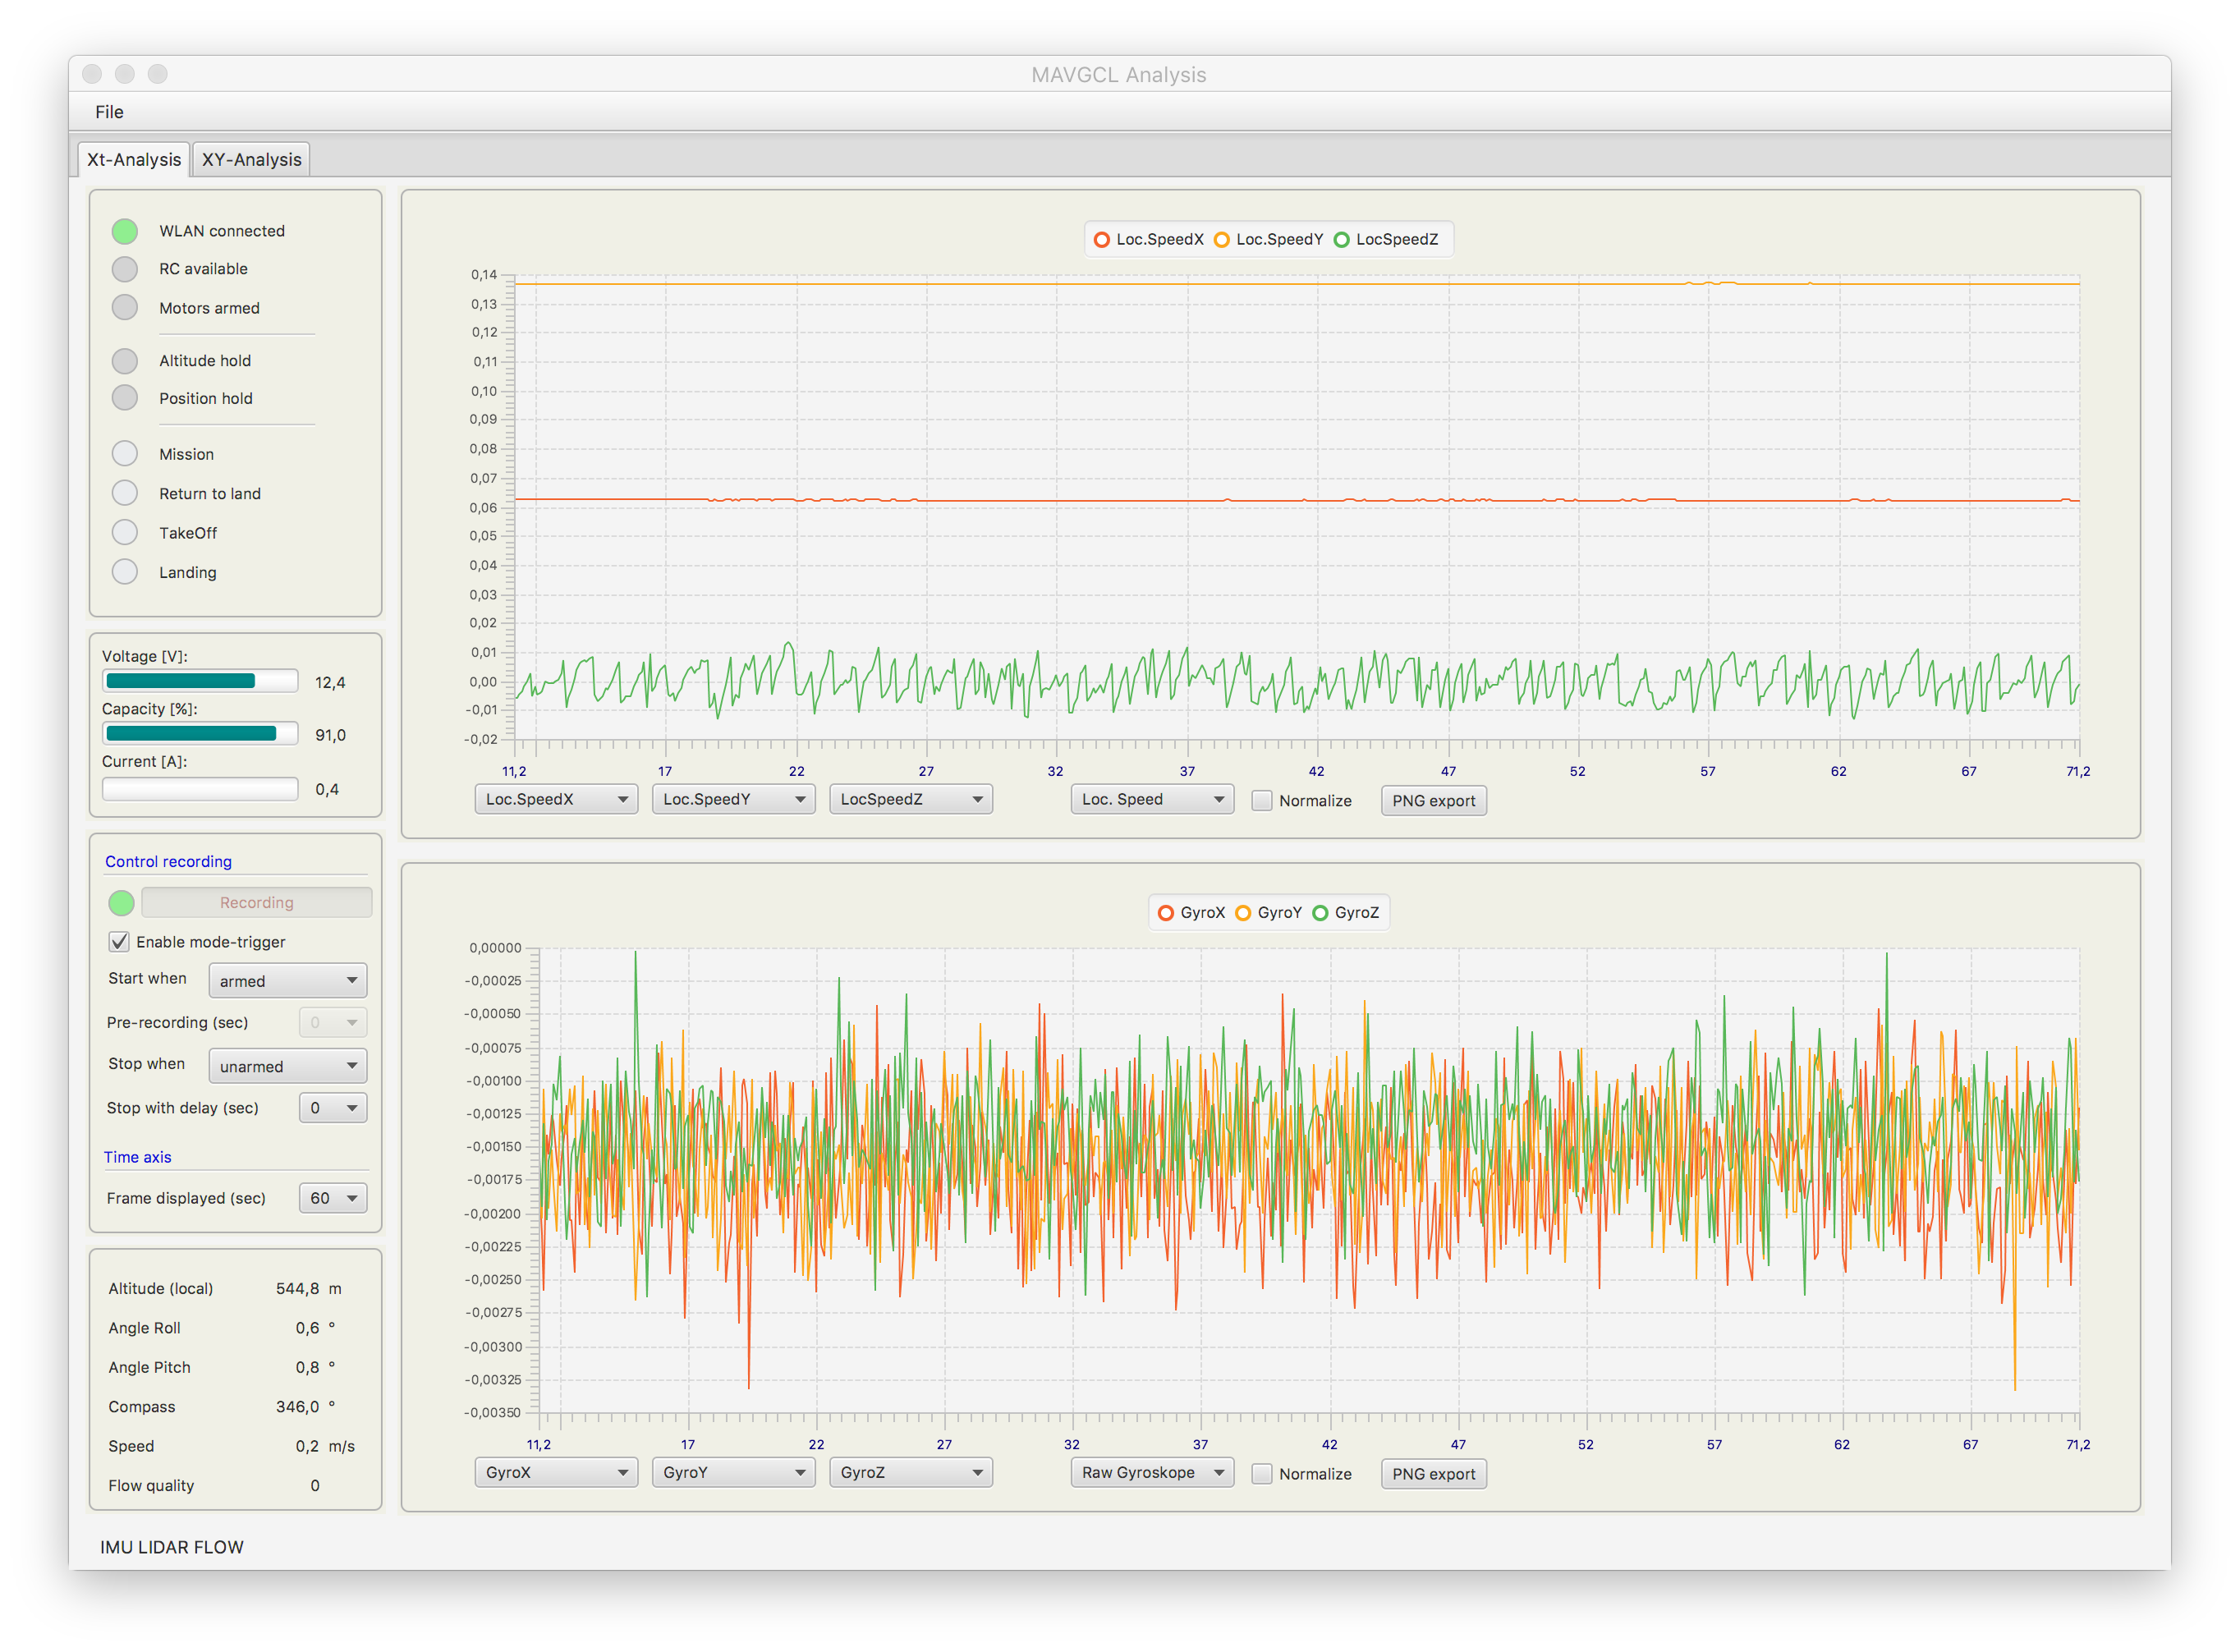 MAVGCL Analysis
File
Xt-Analysis XY-Analysis
WLAN connected
RC available
Motors armed
Altitude hold
Position hold
Mission
Return to land
TakeOff
Landing
Voltage [V]:
12,4
Capacity [%]:
91,0
Current [A]:
0,4
Control recording
Recording
Enable mode-trigger
Start when armed
Pre-recording (sec) 0
Stop when unarmed
Stop with delay (sec) 0
Time axis
Frame displayed (sec) 60
Altitude (local) 544,8 m
Angle Roll 0,6 °
Angle Pitch 0,8 °
Compass 346,0 °
Speed 0,2 m/s
Flow quality 0
IMU LIDAR FLOW
Loc.SpeedX Loc.SpeedY LocSpeedZ
0,14
0,13
0,12
0,11
0,10
0,09
0,08
0,07
0,06
0,05
0,04
0,03
0,02
0,01
0,00
-0,01
-0,02
11,2 17 22 27 32 37 42 47 52 57 62 67 71,2
Loc.SpeedX Loc.SpeedY LocSpeedZ Loc. Speed Normalize PNG export
GyroX GyroY GyroZ
0,00000
-0,00025
-0,00050
-0,00075
-0,00100
-0,00125
-0,00150
-0,00175
-0,00200
-0,00225
-0,00250
-0,00275
-0,00300
-0,00325
-0,00350
11,2 17 22 27 32 37 42 47 52 57 62 67 71,2
GyroX GyroY GyroZ Raw Gyroskope Normalize PNG export